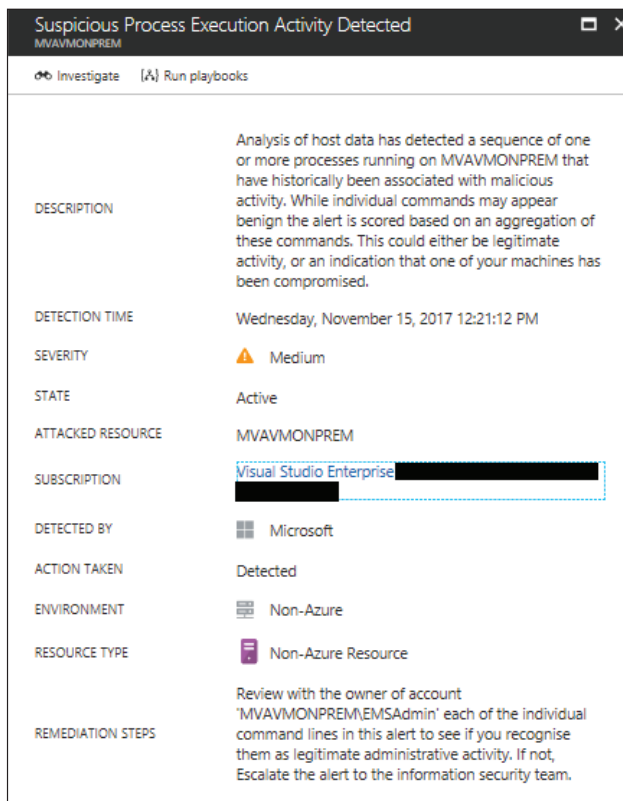 Suspicious Process Execution Activity Detected
MVAVMONPREM
Investigate Run playbooks
DESCRIPTION
Analysis of host data has detected a sequence of one
or more processes running on MVAVMONPREM that
have historically been associated with malicious
activity. While individual commands may appear
benign the alert is scored based on an aggregation of
these commands. This could either be legitimate
activity, or an indication that one of your machines has
been compromised.
DETECTION TIME Wednesday, November 15, 2017 12:21:12 PM
SEVERITY Medium
STATE Active
ATTACKED RESOURCE MVAVMONPREM
SUBSCRIPTION Visual Studio Enterprise
DETECTED BY Microsoft
ACTION TAKEN Detected
ENVIRONMENT Non-Azure
RESOURCE TYPE Non-Azure Resource
REMEDIATION STEPS
Review with the owner of account
'MVAVMONPREM\EMSAdmin' each of the individual
command lines in this alert to see if you recognise
them as legitimate administrative activity. If not,
Escalate the alert to the information security team.